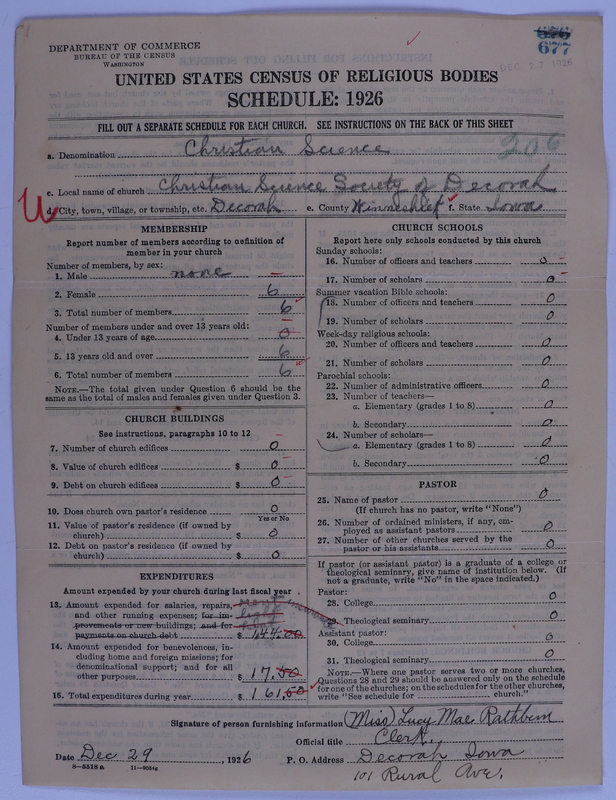 DEPARTMENT OF COMMERCE
BUREAU OF THE CENSUS
WASHINGTON
677
DEC 27 1926
UNITED STATES CENSUS OF RELIGIOUS BODIES
SCHEDULE: 1926
FILL OUT A SEPARATE SCHEDULE FOR EACH CHURCH. SEE INSTRUCTIONS ON THE BACK OF THIS SHEET
206
a. Denomination Christian Science
c. Local name of church Christian Science Society of Decorah
d. City, town, village, or township, etc. Decorah e. County Winneshiek f. State Iowa
MEMBERSHIP
Report number of members according to definition of
member in your church
Number of members, by sex:
1. Male none
2. Female 6
3. Total number of members 6
Number of members under and over 13 years old:
4. Under 13 years of age 0
5. 13 years old and over 6
6. Total number of members 6
NOTE.—The total given under Question 6 should be
same as the total of males and females given under Question 3.
CHURCH BUILDINGS
See instructions, paragraphs 10 to 12
7. Number of church edifices 0
8. Value of church edifices $ 0
9. Debt on church edifices $ 0
10. Does church own pastor's residence 0
Yes or No
11. Value of pastor's residence (if owned by
church) $ 0
12. Debt on pastor's residence (if owned by
church) $ 0
EXPENDITURES
Amount expended by your church during last fiscal year
13. Amount expended for salaries, repairs, rent
and other running expenses; for im-
provements or new buildings; and for
payments on church debt $ 144.00
14. Amount expended for benevolences, in-
cluding home and foreign missions; for
denominational support; and for all
other purposes $ 17.50
15. Total expenditures during year $ 161.50
CHURCH SCHOOLS
Report here only schools conducted by this church
Sunday schools:
16. Number of officers and teachers 0
17. Number of scholars 0
Summer vacation Bible schools:
18. Number of officers and teachers 0
19. Number of scholars 0
Week-day religious schools:
20. Number of officers and teachers 0
21. Number of scholars 0
Parochial schools:
22. Number of administrative officers 0
23. Number of teachers—
a. Elementary (grades 1 to 8) 0
b. Secondary 0
24. Number of scholars—
a. Elementary (grades 1 to 8) 0
b. Secondary 0
PASTOR
25. Name of pastor 0
(If church has no pastor, write "None")
26. Number of ordained ministers, if any, em-
ployed as assistant pastors 0
27. Number of other churches served by the
pastor or his assistants 0
If pastor (or assistant pastor) is a graduate of a college or
theological seminary, give name of institution below. (If
not a graduate, write "No" in the space indicated.)
Pastor:
28. College 0
29. Theological seminary 0
Assistant pastor:
30. College 0
31. Theological seminary 0
NOTE.—Where one pastor serves two or more churches,
Questions 28 and 29 should be answered only on the schedule
for one of the churches; on the schedules for the other churches,
write "See schedule for church."
Signature of person furnishing information (Miss) Lucy Mae Rathbun
Official title Clerk.
Date Dec 29, 1926 P. O. Address Decorah Iowa
8—5518a 11—9054g 101 Rural Ave.